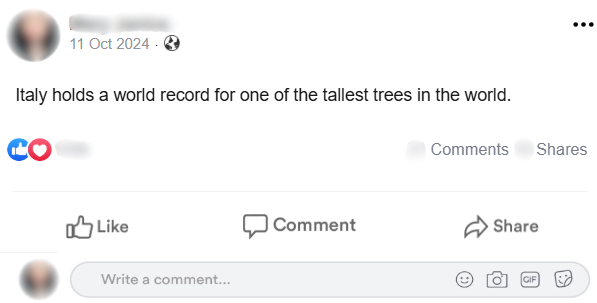 11 Oct 2024 ·
Italy holds a world record for one of the tallest trees in the world.
Comments Shares
Like Comment Share
Write a comment... GIF